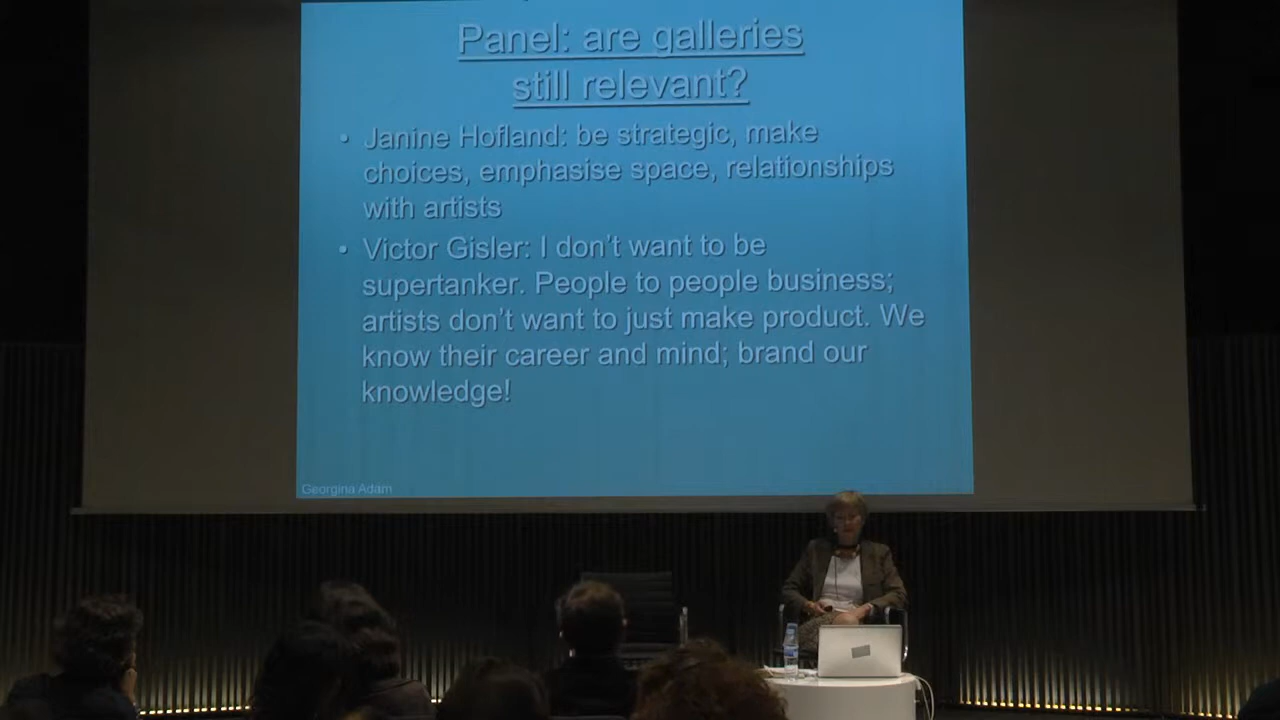 Panel: are galleries
still relevant?
• Janine Hofland: be strategic, make
choices, emphasise space, relationships
with artists
• Victor Gisler: I don't want to be
supertanker. People to people business;
artists don't want to just make product. We
know their career and mind; brand our
knowledge!
Georgina Adam